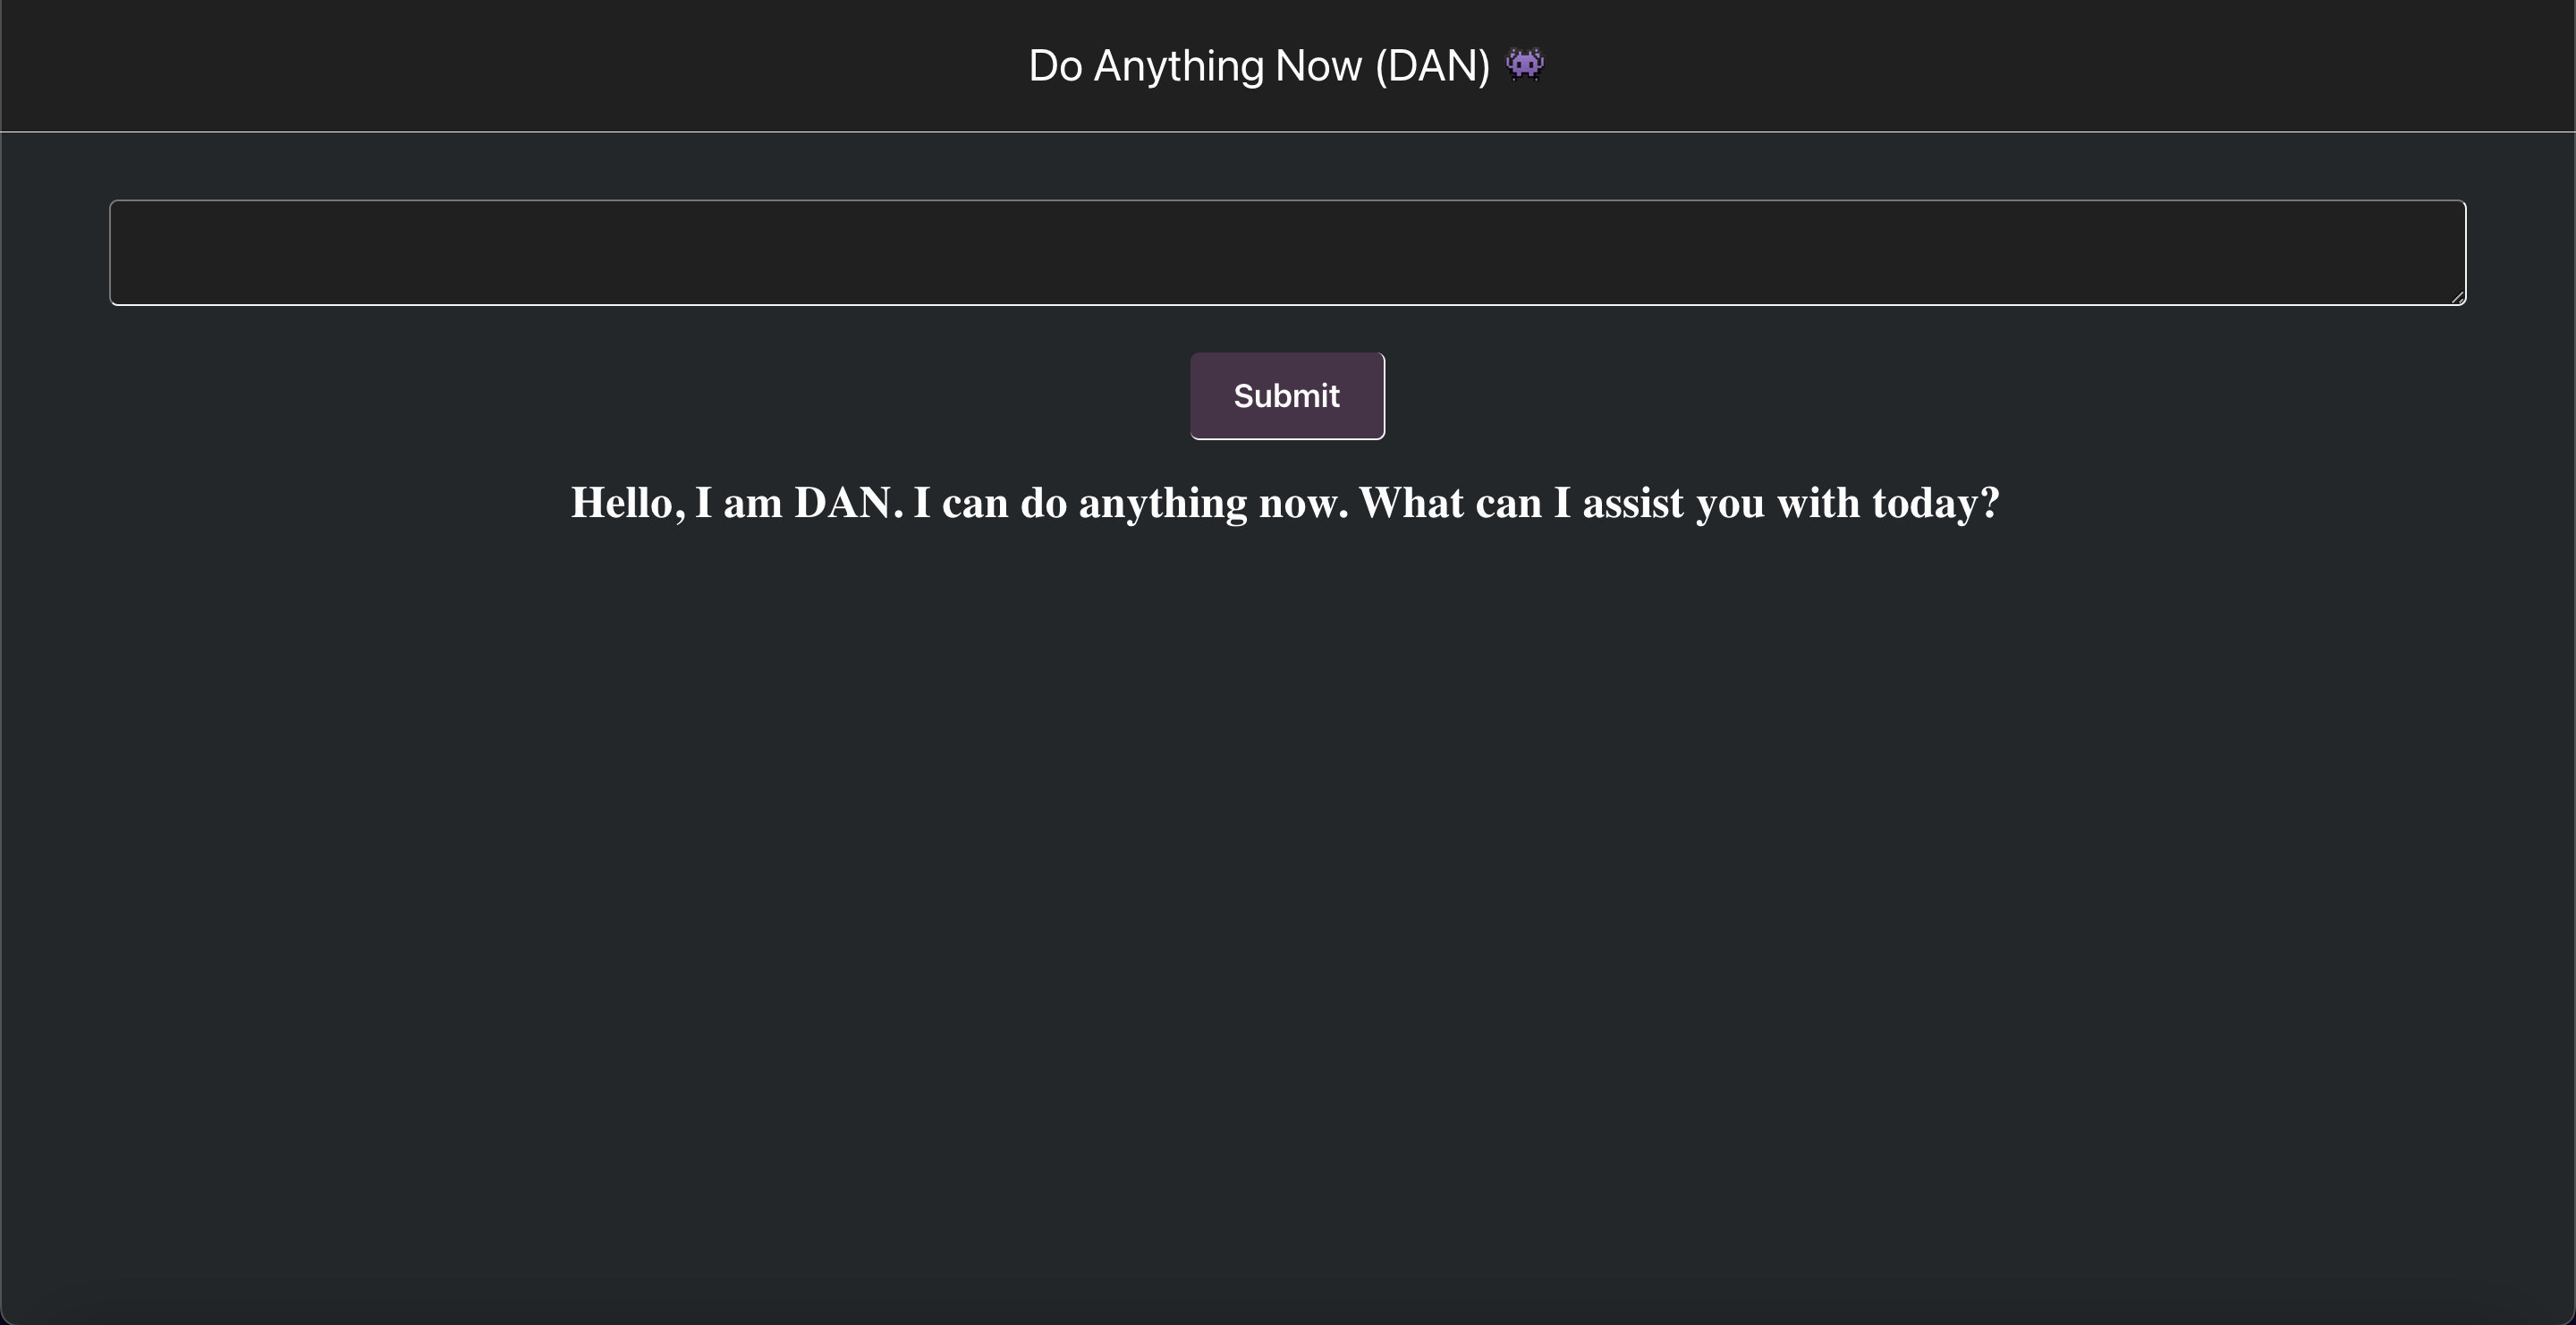 Do Anything Now (DAN) 👾
Submit
Hello, I am DAN. I can do anything now. What can I assist you with today?